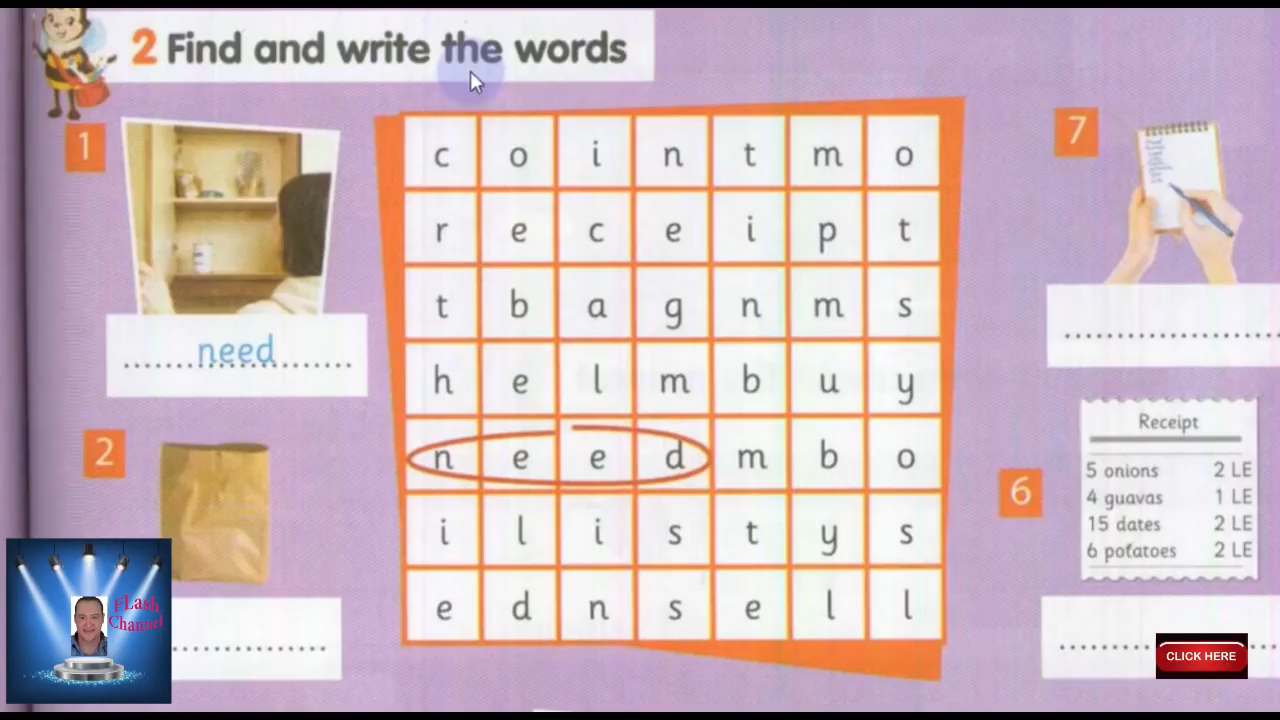 2 Find and write the words
1
need
2
c o i n t m o
r e c e i p t
t b a g n m s
h e l m b u y
n e e d m b o
i l i s t y s
e d n s e l l
7
6
Receipt
5 onions 2 LE
4 guavas 1 LE
15 dates 2 LE
6 potatoes 2 LE
FLash
Channel
CLICK HERE